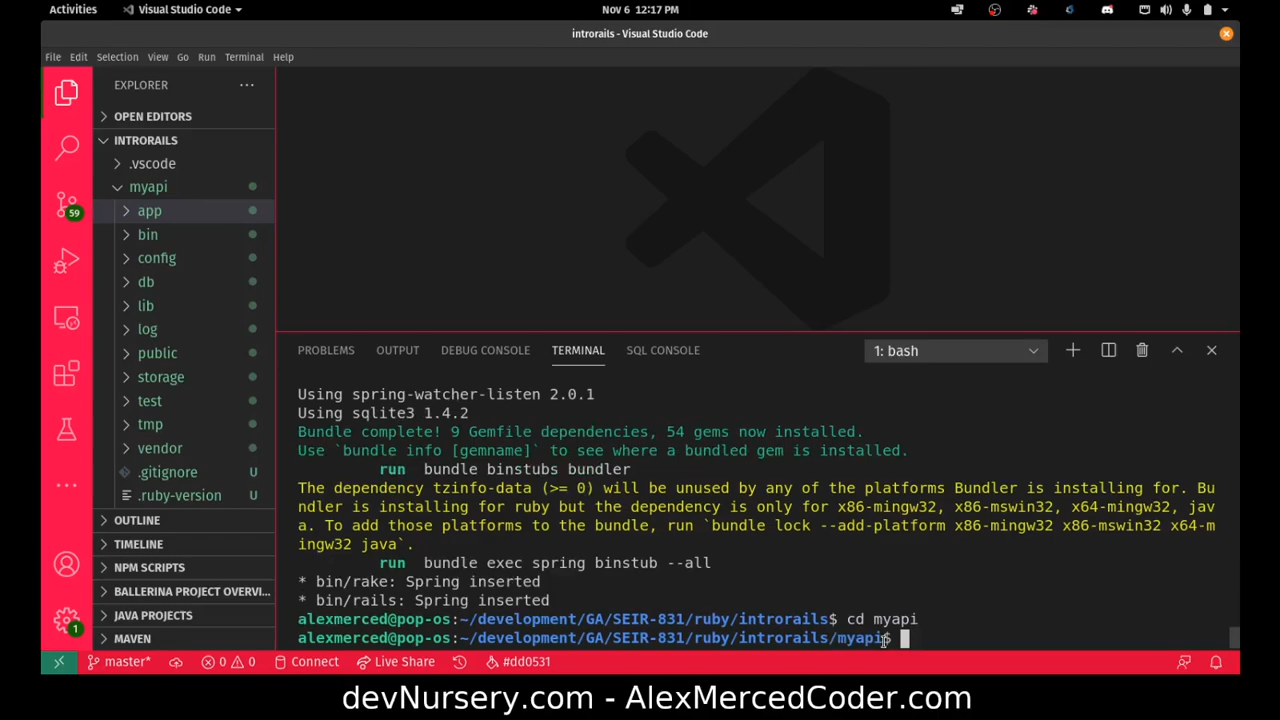 Activities
Visual Studio Code
Nov 6 12:17 PM
introrails - Visual Studio Code
File Edit Selection View Go Run Terminal Help
EXPLORER
OPEN EDITORS
INTRORAILS
.vscode
myapi
app
bin
config
db
lib
log
public
storage
test
tmp
vendor
.gitignore U
.ruby-version U
OUTLINE
TIMELINE
NPM SCRIPTS
BALLERINA PROJECT OVERVI...
JAVA PROJECTS
MAVEN
59
1
PROBLEMS OUTPUT DEBUG CONSOLE TERMINAL SQL CONSOLE
1: bash
Using spring-watcher-listen 2.0.1
Using sqlite3 1.4.2
Bundle complete! 9 Gemfile dependencies, 54 gems now installed.
Use `bundle info [gemname]` to see where a bundled gem is installed.
run bundle binstubs bundler
The dependency tzinfo-data (>= 0) will be unused by any of the platforms Bundler is installing for. Bu
ndler is installing for ruby but the dependency is only for x86-mingw32, x86-mswin32, x64-mingw32, jav
a. To add those platforms to the bundle, run `bundle lock --add-platform x86-mingw32 x86-mswin32 x64-m
ingw32 java`.
run bundle exec spring binstub --all
* bin/rake: Spring inserted
* bin/rails: Spring inserted
alexmerced@pop-os:~/development/GA/SEIR-831/ruby/introrails$ cd myapi
alexmerced@pop-os:~/development/GA/SEIR-831/ruby/introrails/myapi$
master* 0 0 Connect Live Share #dd0531
devNursery.com - AlexMercedCoder.com